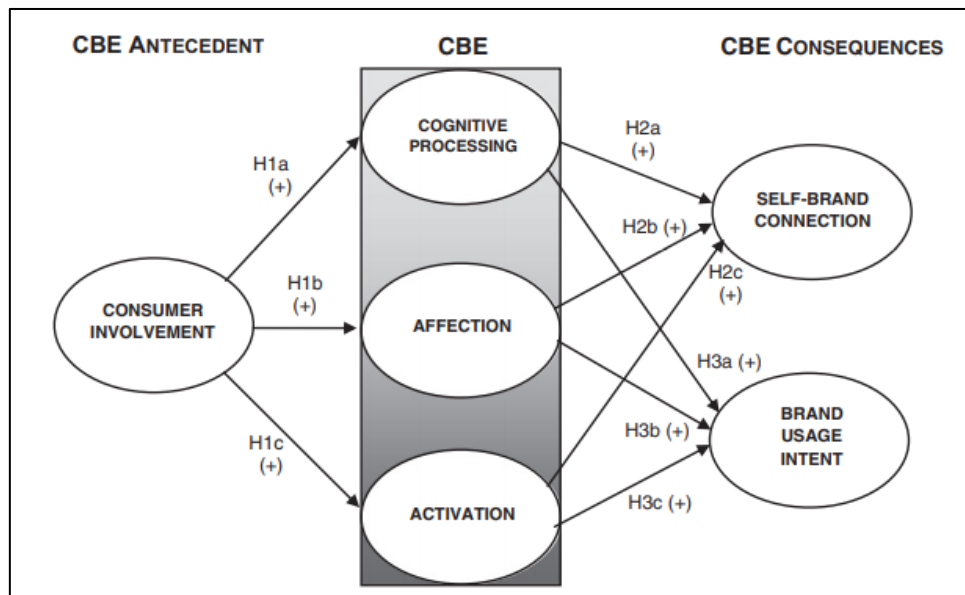 CBE ANTECEDENT
CBE
CBE CONSEQUENCES
COGNITIVE
PROCESSING
H2a
(+)
H1a
(+)
SELF-BRAND
CONNECTION
H2b (+)
H2c
(+)
H1b
(+)
CONSUMER
INVOLVEMENT
AFFECTION
H3a (+)
BRAND
USAGE
INTENT
H3b (+)
H1c
(+)
H3c (+)
ACTIVATION